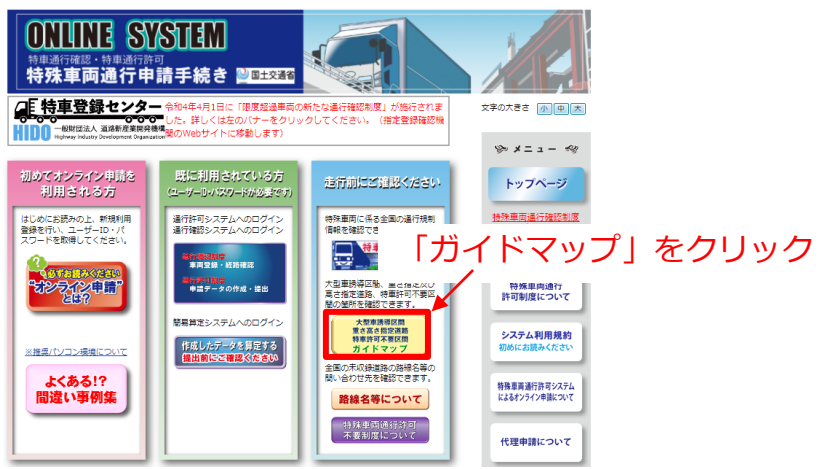 ONLINE SYSTEM
特車通行確認・特車通行許可
特殊車両通行申請手続き 国土交通省
特車登録センター
HIDO 一般財団法人 道路新産業開発機構
Highway Industry Development Organization
令和4年4月1日に「限度超過車両の新たな通行確認制度」が施行されま
した。詳しくは左のバナーをクリックしてください。（指定登録確認機
関のWebサイトに移動します）
文字の大きさ 小 中 大
初めてオンライン申請を
利用される方
はじめにお読みの上、新規利用
登録を行い、ユーザーID・パ
スワードを取得してください。
必ずお読みください
"オンライン申請"
とは?
※推奨パソコン環境について
よくある!?
間違い事例集
既に利用されている方
(ユーザーID・パスワードが必要です)
通行許可システムへのログイン
通行確認システムへのログイン
車両登録・経路確認
申請データの作成・提出
簡易算定システムへのログイン
作成したデータを算定する
提出前にご確認ください
走行前にご確認ください
特殊車両に係る全国の通行規制
情報を確認でき
特車
「ガイドマップ」をクリック
大型車誘導区間、重さ指定及び
高さ指定道路、特車許可不要区
間の箇所を確認できます。
大型車誘導区間
重さ高さ指定道路
特車許可不要区間
ガイドマップ
全国の未収録道路の路線名等の
問い合わせ先を確認できます。
路線名等について
特殊車両通行許可
不要制度について
メニュー
トップページ
特殊車両通行確認制度
特殊車両通行
許可制度について
システム利用規約
初めにお読みください
特殊車両通行許可システム
によるオンライン申請について
代理申請について